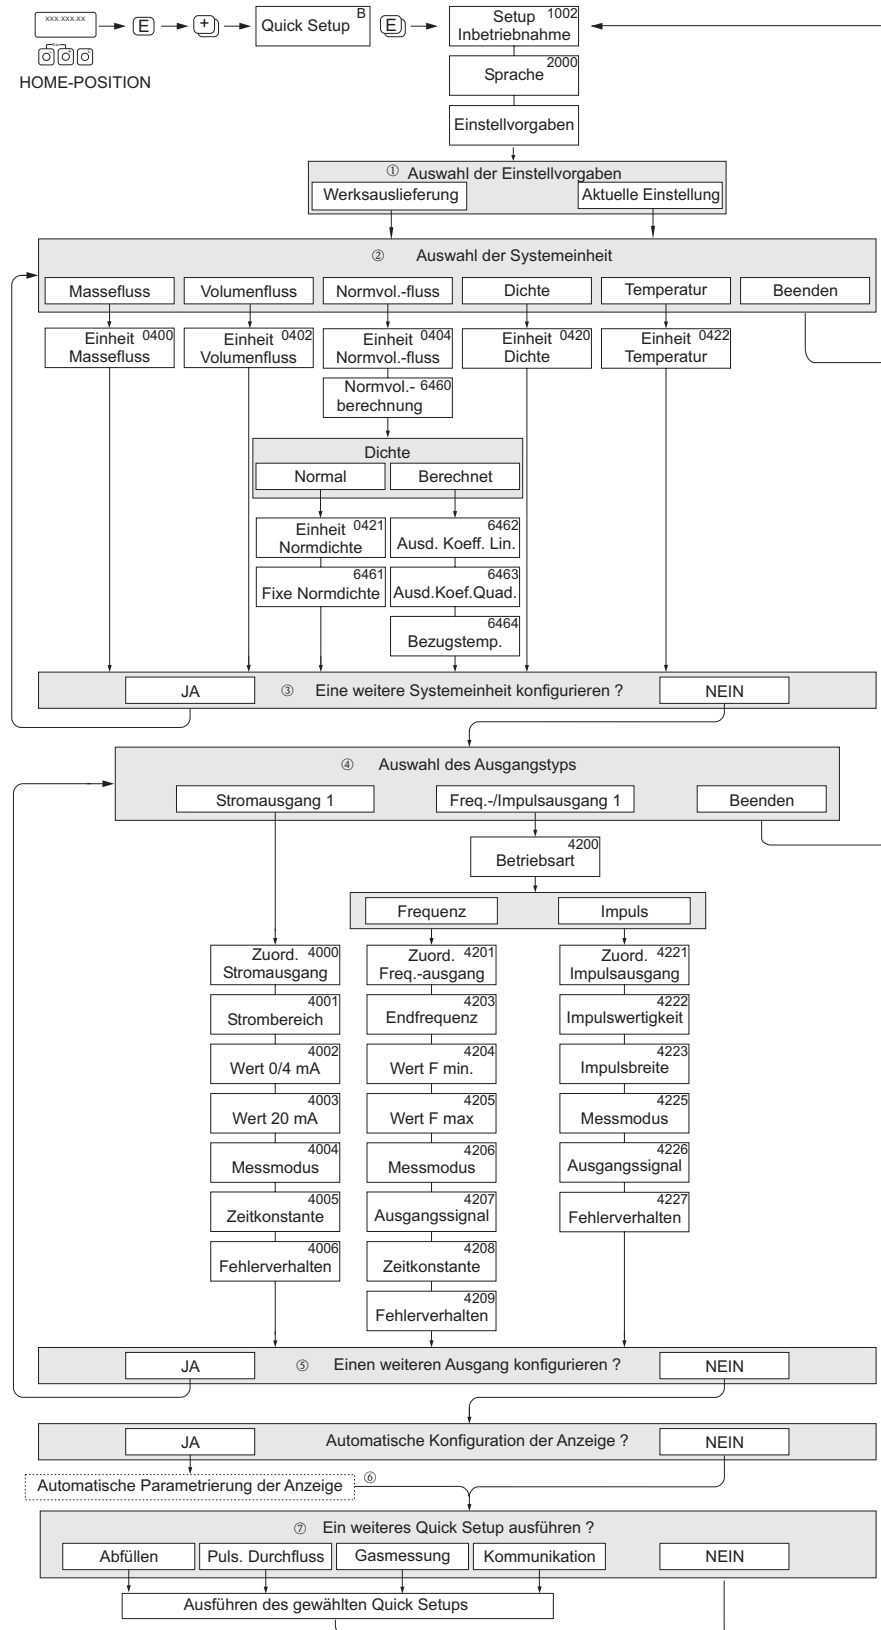 xxx.xxx.xx
E
+
Quick Setup
B
E
Setup 1002
Inbetriebnahme
Esc
HOME-POSITION
2000
Sprache
Einstellvorgaben
① Auswahl der Einstellvorgaben
Werksauslieferung
Aktuelle Einstellung
② Auswahl der Systemeinheit
Massefluss
Volumenfluss
Normvol.-fluss
Dichte
Temperatur
Beenden
Einheit 0400
Massefluss
Einheit 0402
Volumenfluss
Einheit 0404
Normvol.-fluss
Einheit 0420
Dichte
Einheit 0422
Temperatur
Normvol.- 6460
berechnung
Dichte
Normal
Berechnet
Einheit 0421
Normdichte
6462
Ausd. Koeff. Lin.
6461
Fixe Normdichte
6463
Ausd.Koef.Quad.
6464
Bezugstemp.
JA
③ Eine weitere Systemeinheit konfigurieren ?
NEIN
④ Auswahl des Ausgangstyps
Stromausgang 1
Freq.-/Impulsausgang 1
Beenden
4200
Betriebsart
Frequenz
Impuls
Zuord. 4000
Stromausgang
Zuord. 4201
Freq.-ausgang
Zuord. 4221
Impulsausgang
4001
Strombereich
4203
Endfrequenz
4222
Impulswertigkeit
4002
Wert 0/4 mA
4204
Wert F min.
4223
Impulsbreite
4003
Wert 20 mA
4205
Wert F max
4225
Messmodus
4004
Messmodus
4206
Messmodus
4226
Ausgangssignal
4005
Zeitkonstante
4207
Ausgangssignal
4227
Fehlerverhalten
4006
Fehlerverhalten
4208
Zeitkonstante
4209
Fehlerverhalten
JA
⑤ Einen weiteren Ausgang konfigurieren ?
NEIN
JA
Automatische Konfiguration der Anzeige ?
NEIN
Automatische Parametrierung der Anzeige
⑥
⑦ Ein weiteres Quick Setup ausführen ?
Abfüllen
Puls. Durchfluss
Gasmessung
Kommunikation
NEIN
Ausführen des gewählten Quick Setups